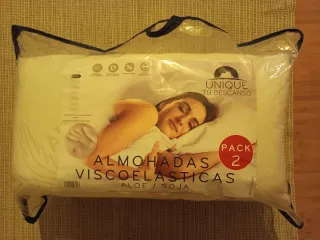 UNIQUE
TU DESCANSO
PACK
2
ALMOHADAS
VISCOELÁSTICAS
ALOE / SOJA